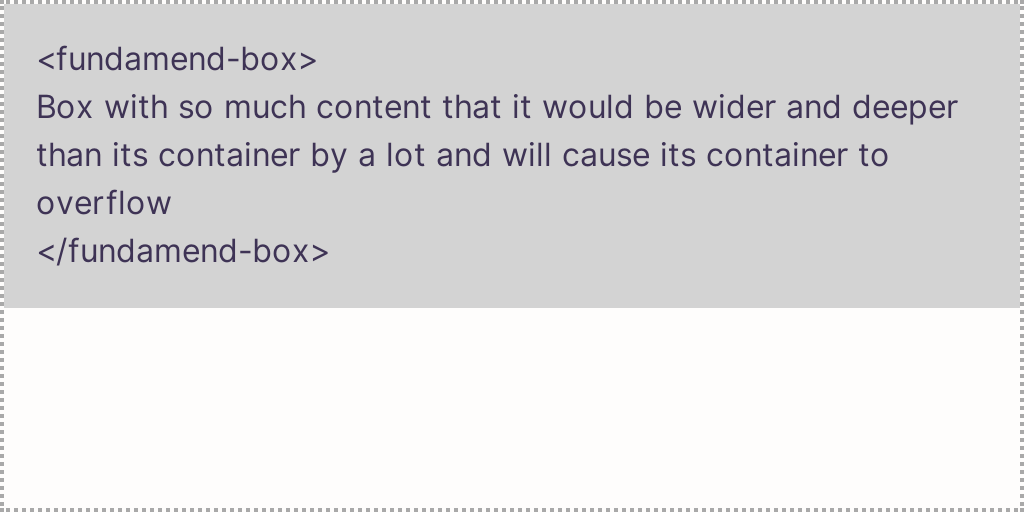 <fundamend-box>
Box with so much content that it would be wider and deeper
than its container by a lot and will cause its container to
overflow
</fundamend-box>